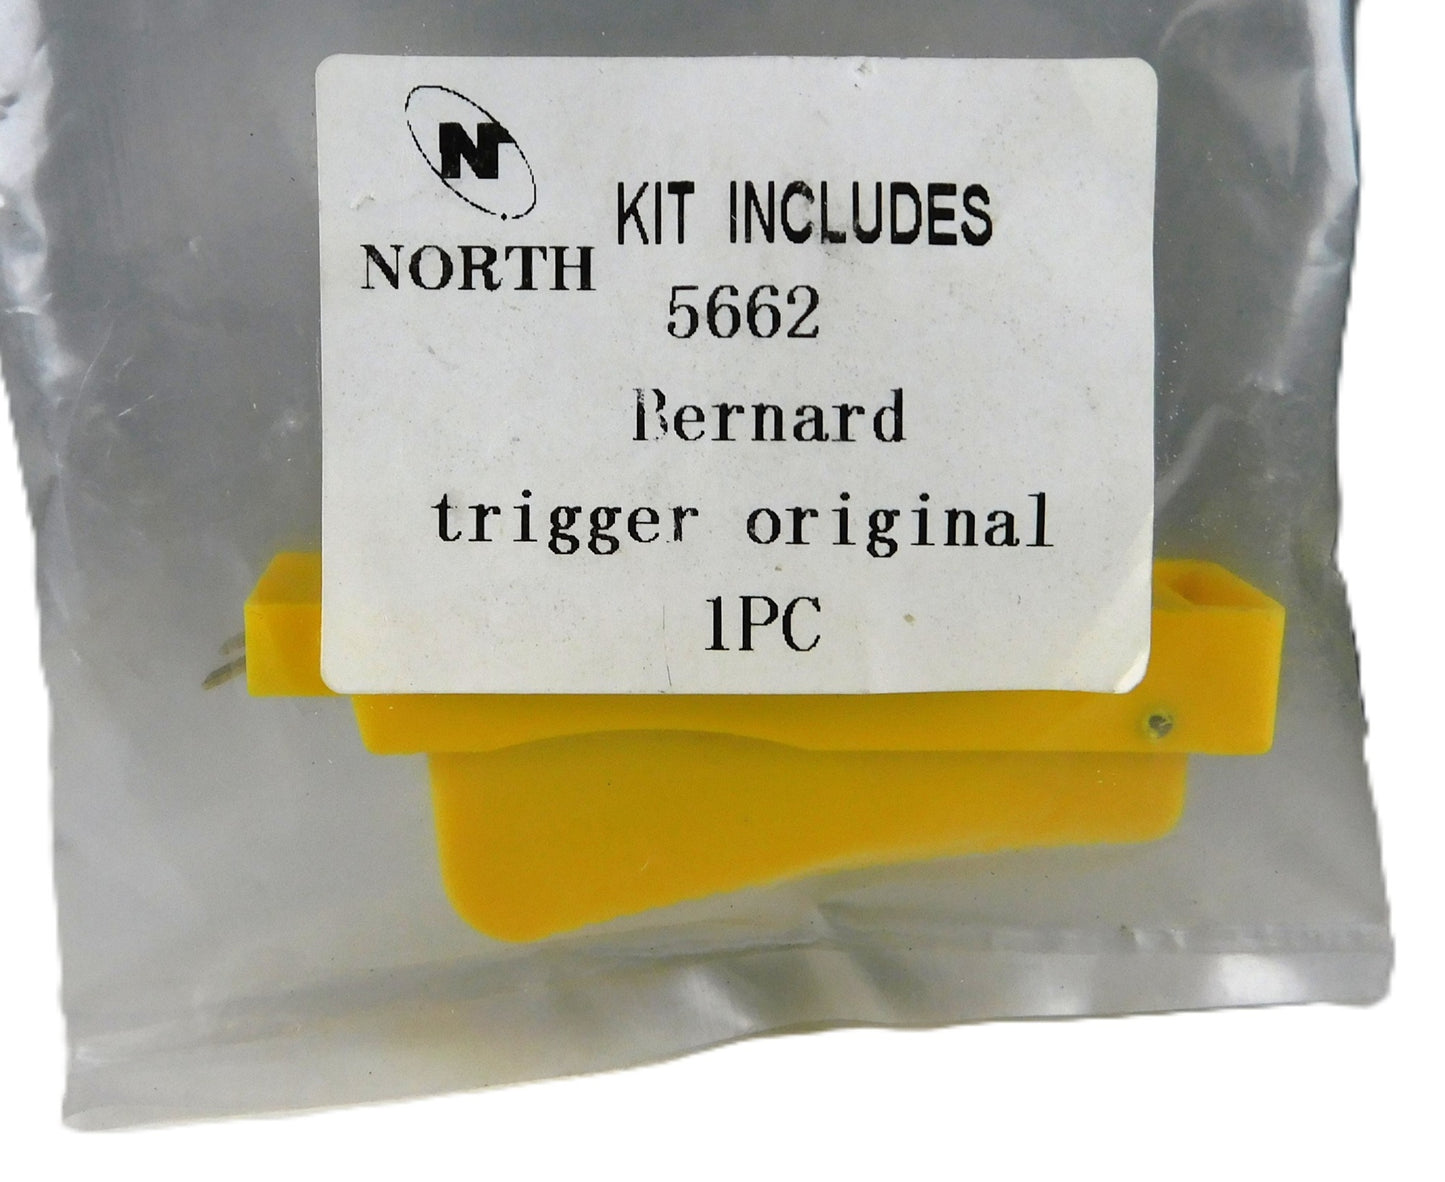 N
NORTH
KIT INCLUDES
5662
Bernard
trigger original
1PC